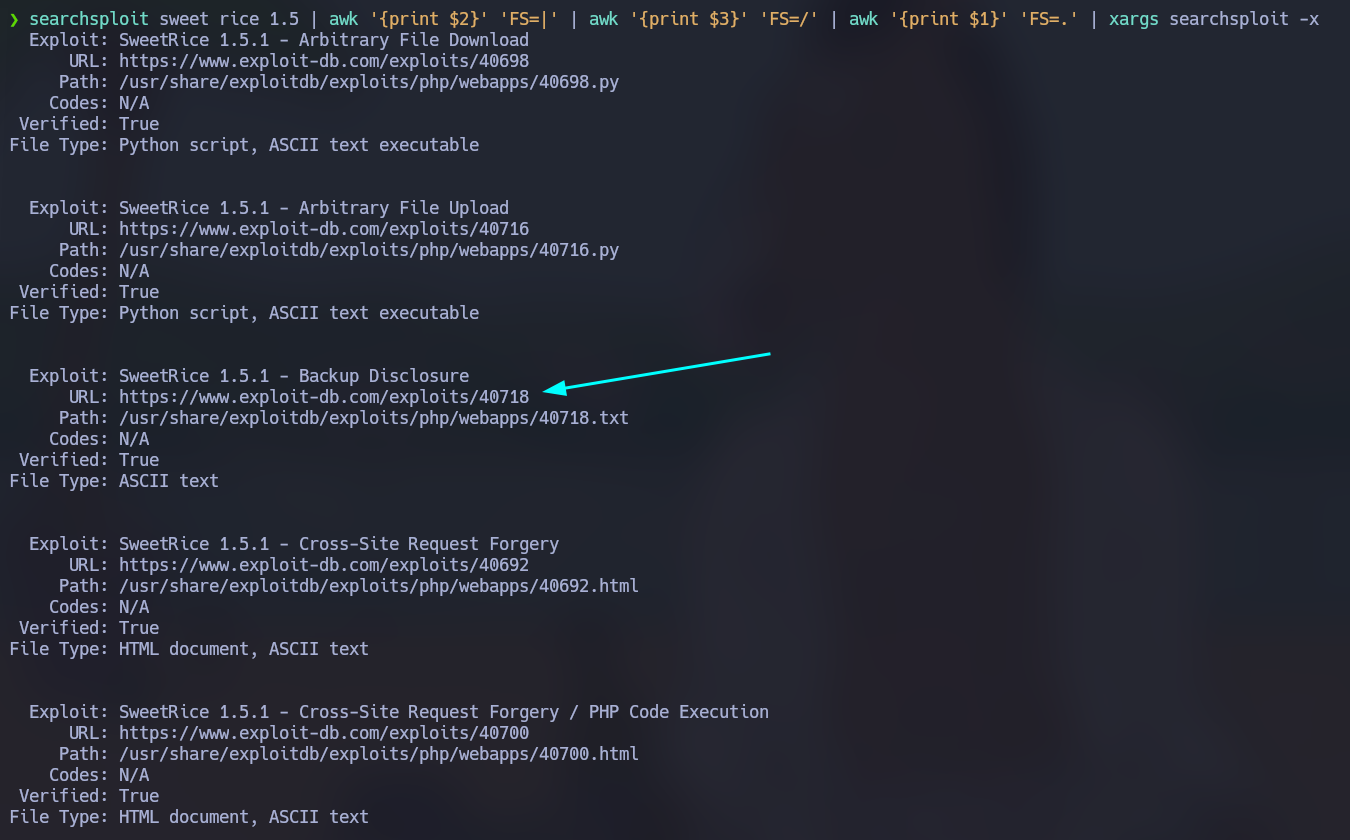 ❯ searchsploit sweet rice 1.5 | awk '{print $2}' 'FS=|' | awk '{print $3}' 'FS=/' | awk '{print $1}' 'FS=.' | xargs searchsploit -x
Exploit: SweetRice 1.5.1 - Arbitrary File Download
URL: https://www.exploit-db.com/exploits/40698
Path: /usr/share/exploitdb/exploits/php/webapps/40698.py
Codes: N/A
Verified: True
File Type: Python script, ASCII text executable
Exploit: SweetRice 1.5.1 - Arbitrary File Upload
URL: https://www.exploit-db.com/exploits/40716
Path: /usr/share/exploitdb/exploits/php/webapps/40716.py
Codes: N/A
Verified: True
File Type: Python script, ASCII text executable
Exploit: SweetRice 1.5.1 - Backup Disclosure
URL: https://www.exploit-db.com/exploits/40718
Path: /usr/share/exploitdb/exploits/php/webapps/40718.txt
Codes: N/A
Verified: True
File Type: ASCII text
Exploit: SweetRice 1.5.1 - Cross-Site Request Forgery
URL: https://www.exploit-db.com/exploits/40692
Path: /usr/share/exploitdb/exploits/php/webapps/40692.html
Codes: N/A
Verified: True
File Type: HTML document, ASCII text
Exploit: SweetRice 1.5.1 - Cross-Site Request Forgery / PHP Code Execution
URL: https://www.exploit-db.com/exploits/40700
Path: /usr/share/exploitdb/exploits/php/webapps/40700.html
Codes: N/A
Verified: True
File Type: HTML document, ASCII text